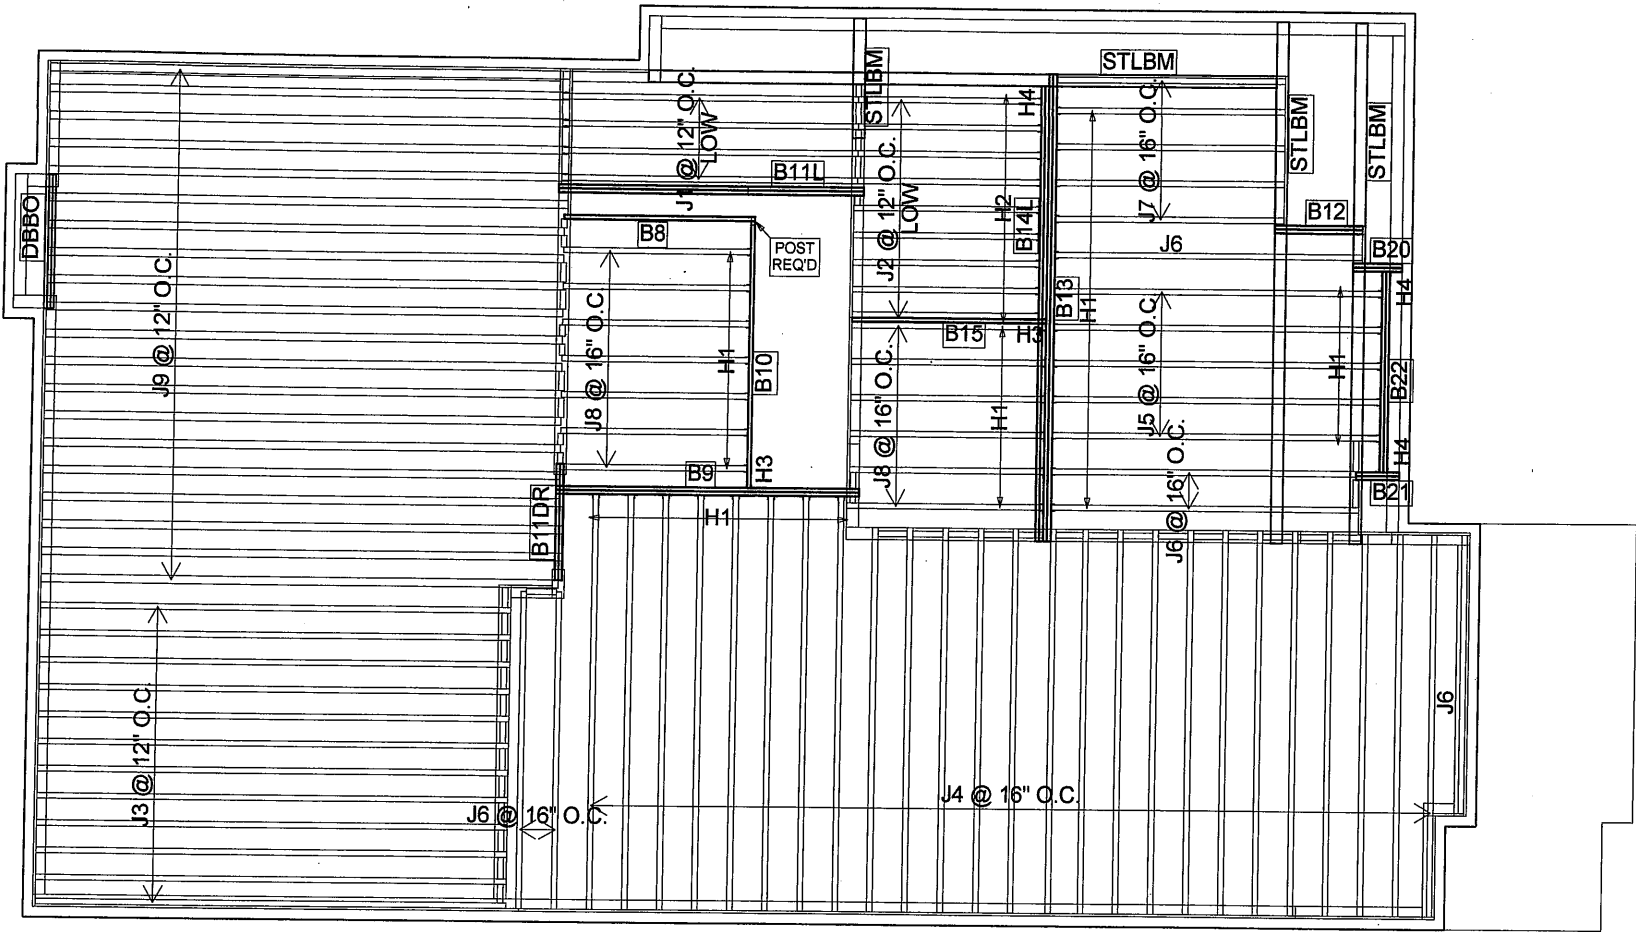 STLBM
STLBM
STLBM
STLBM
J1 @ 12" O.C.
LOW
H4
J7 @ 16" O.C.
B11L
J2 @ 12" O.C.
LOW
H2
B14L
DBBO
B8
POST
REQ'D
J6
B12
B20
H4
J9 @ 12" O.C.
J8 @ 16" O.C.
H1
B10
B15
H3
B13
H1
J5 @ 16" O.C.
H1
B22
J8 @ 16" O.C.
H1
B9
H3
H4
B21
J6 @ 16" O.C.
B11DR
H1
J3 @ 12" O.C.
J6 @ 16" O.C.
J4 @ 16" O.C.
J6